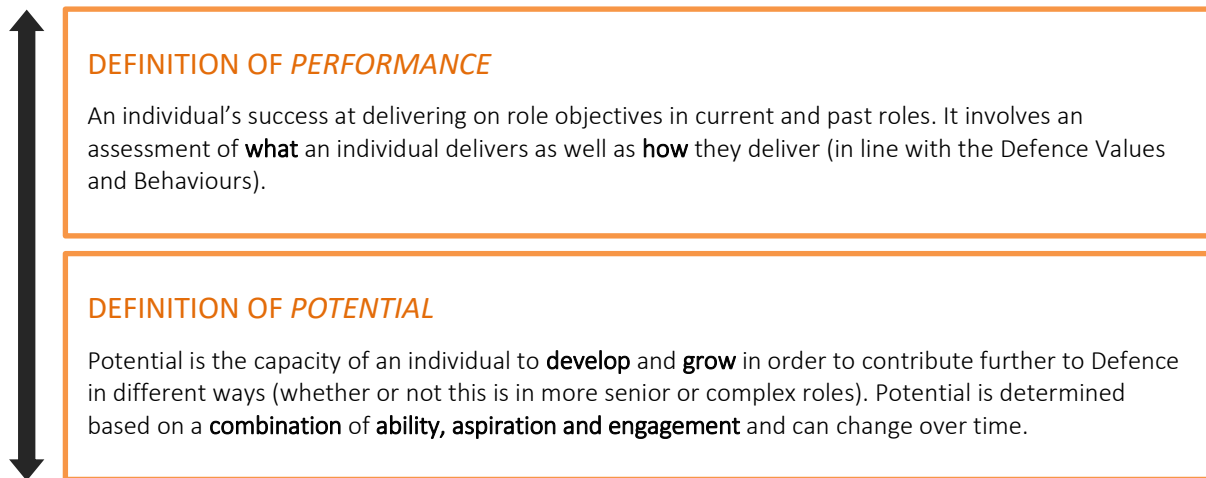 DEFINITION OF PERFORMANCE
An individual’s success at delivering on role objectives in current and past roles. It involves an
assessment of what an individual delivers as well as how they deliver (in line with the Defence Values
and Behaviours).
DEFINITION OF POTENTIAL
Potential is the capacity of an individual to develop and grow in order to contribute further to Defence
in different ways (whether or not this is in more senior or complex roles). Potential is determined
based on a combination of ability, aspiration and engagement and can change over time.